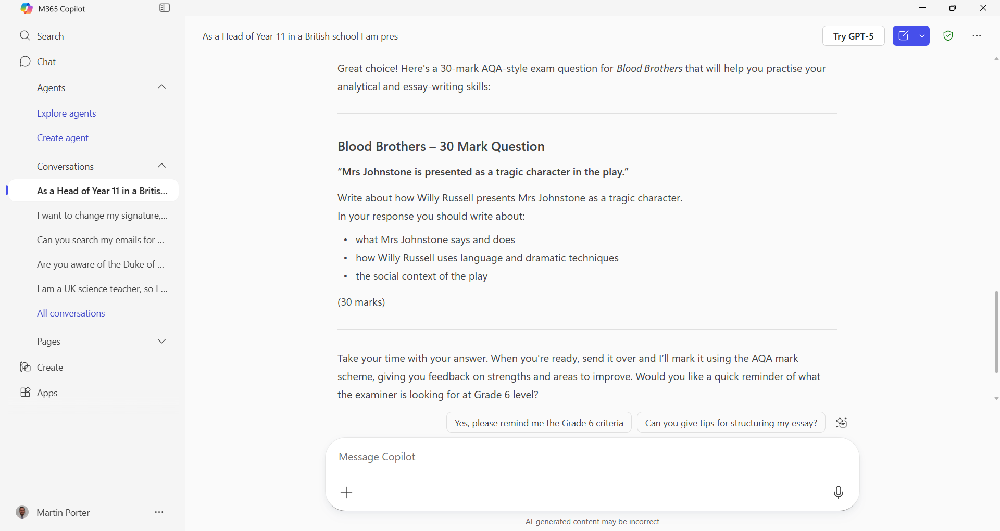 M365 Copilot
Search
Chat
Agents
Explore agents
Create agent
Conversations
As a Head of Year 11 in a Britis...
I want to change my signature,...
Can you search my emails for ...
Are you aware of the Duke of ...
I am a UK science teacher, so I ...
All conversations
Pages
Create
Apps
Martin Porter
As a Head of Year 11 in a British school I am pres
Try GPT-5
Great choice! Here's a 30-mark AQA-style exam question for Blood Brothers that will help you practise your
analytical and essay-writing skills:
Blood Brothers – 30 Mark Question
“Mrs Johnstone is presented as a tragic character in the play.”
Write about how Willy Russell presents Mrs Johnstone as a tragic character.
In your response you should write about:
• what Mrs Johnstone says and does
• how Willy Russell uses language and dramatic techniques
• the social context of the play
(30 marks)
Take your time with your answer. When you're ready, send it over and I’ll mark it using the AQA mark
scheme, giving you feedback on strengths and areas to improve. Would you like a quick reminder of what
the examiner is looking for at Grade 6 level?
Yes, please remind me the Grade 6 criteria
Can you give tips for structuring my essay?
Message Copilot
AI-generated content may be incorrect